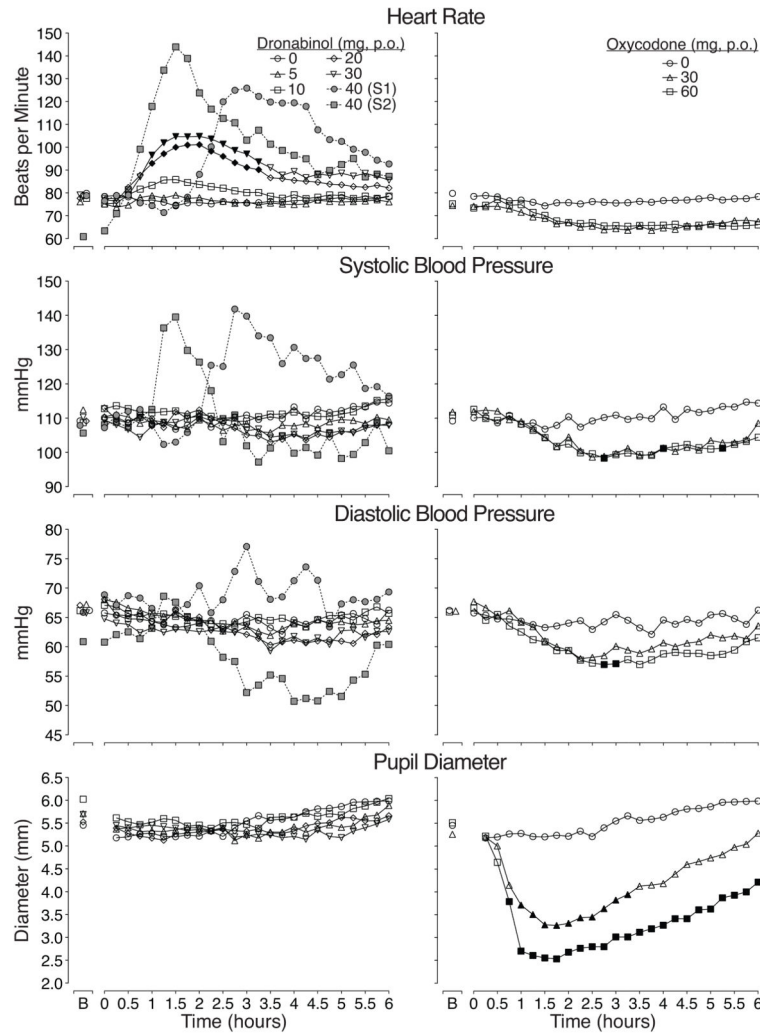 Heart Rate
Dronabinol (mg, p.o.)
0 20
5 30
10 40 (S1)
40 (S2)
Oxycodone (mg, p.o.)
0
30
60
Beats per Minute
150
140
130
120
110
100
90
80
70
60
Systolic Blood Pressure
mmHg
150
140
130
120
110
100
90
Diastolic Blood Pressure
mmHg
80
75
70
65
60
55
50
45
Pupil Diameter
Diameter (mm)
6.5
6.0
5.5
5.0
4.5
4.0
3.5
3.0
2.5
2.0
B 0 0.5 1 1.5 2 2.5 3 3.5 4 4.5 5 5.5 6 B 0 0.5 1 1.5 2 2.5 3 3.5 4 4.5 5 5.5 6
Time (hours) Time (hours)